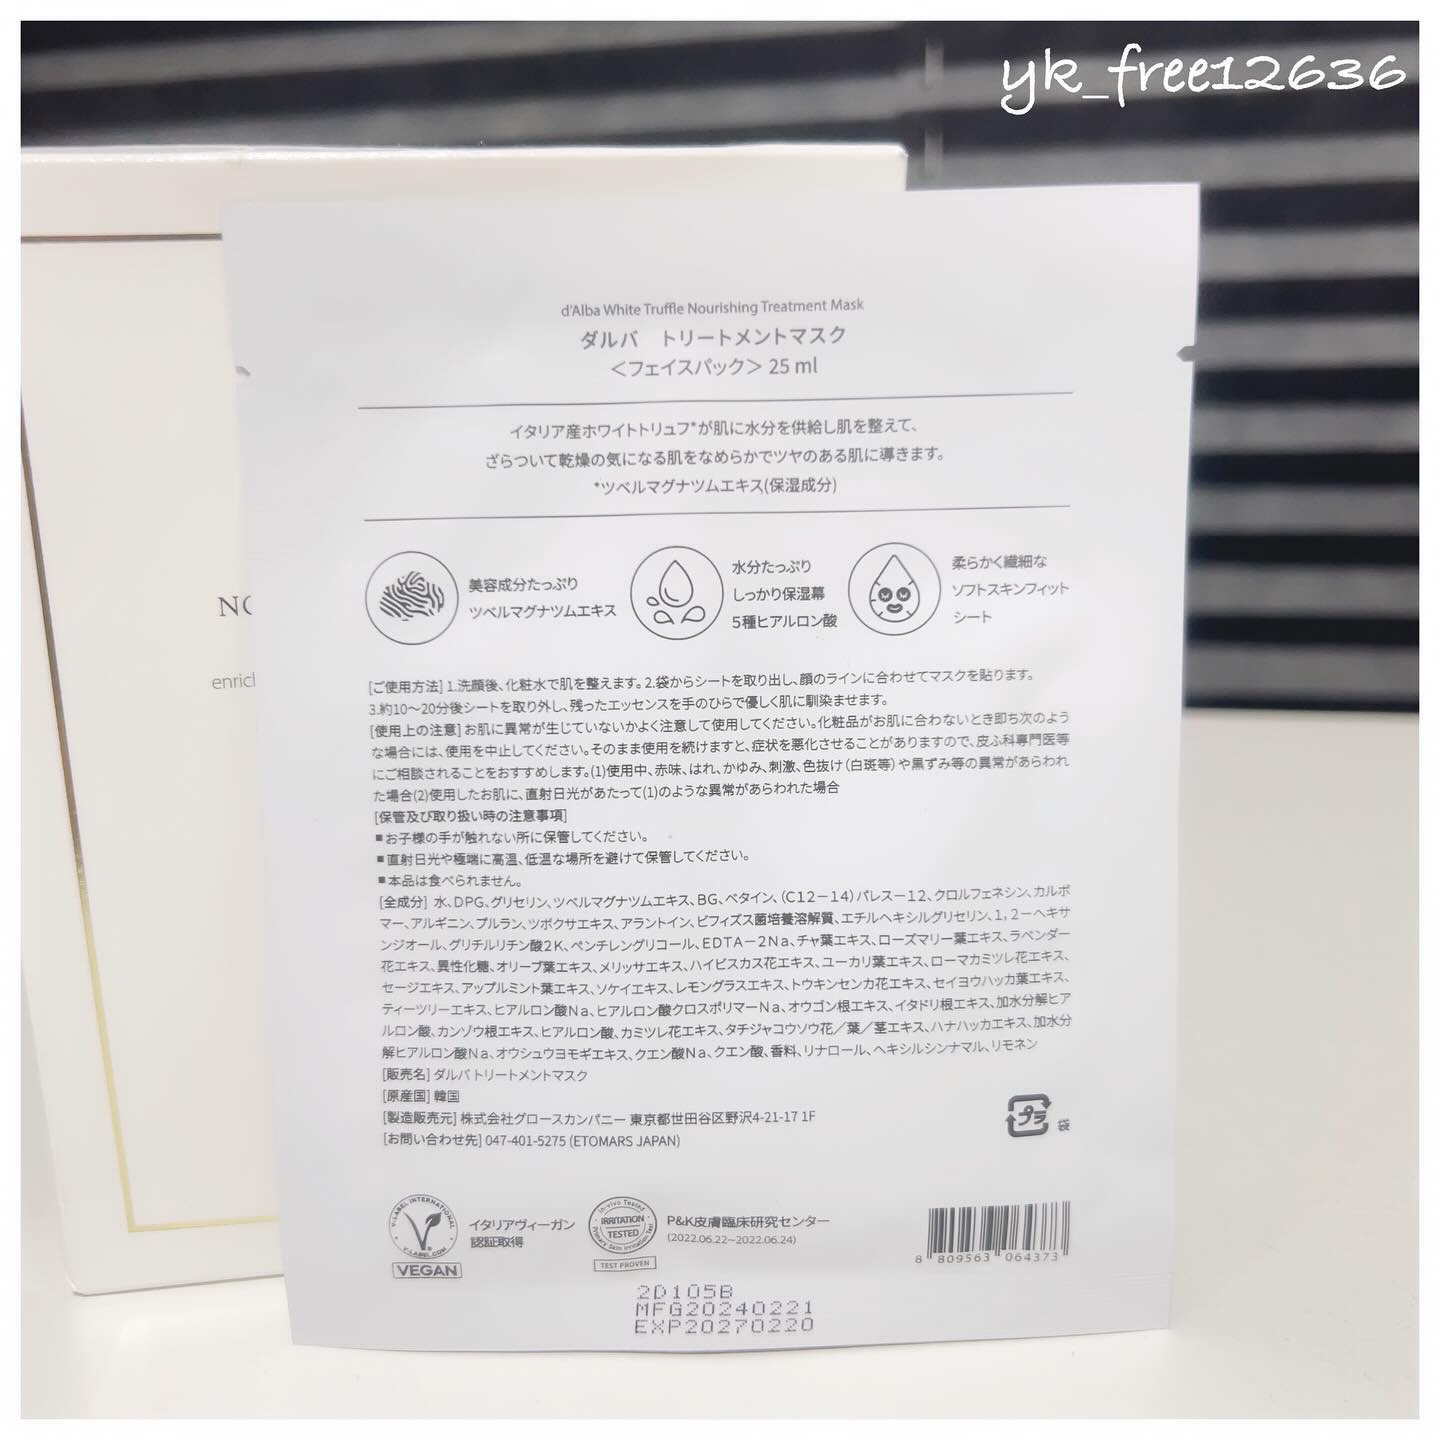 yk_free12636
NO
enric
d'Alba White Truffle Nourishing Treatment Mask
ダルバ　トリートメントマスク
＜フェイスパック＞ 25 ml
イタリア産ホワイトトリュフ*が肌に水分を供給し肌を整えて、
ざらついて乾燥の気になる肌をなめらかでツヤのある肌に導きます。
*ツベルマグナツムエキス(保湿成分)
美容成分たっぷり
ツベルマグナツムエキス
水分たっぷり
しっかり保湿幕
5種ヒアルロン酸
柔らかく繊細な
ソフトスキンフィット
シート
[ご使用方法] 1.洗顔後、化粧水で肌を整えます。2.袋からシートを取り出し、顔のラインに合わせてマスクを貼ります。
3.約10～20分後シートを取り外し、残ったエッセンスを手のひらで優しく肌に馴染ませます。
[使用上の注意] お肌に異常が生じていないかよく注意して使用してください。化粧品がお肌に合わないとき即ち次のよう
な場合には、使用を中止してください。そのまま使用を続けますと、症状を悪化させることがありますので、皮ふ科専門医等
にご相談されることをおすすめします。(1)使用中、赤味、はれ、かゆみ、刺激、色抜け（白斑等）や黒ずみ等の異常があらわれ
た場合(2)使用したお肌に、直射日光があたって(1)のような異常があらわれた場合
[保管及び取り扱い時の注意事項]
■お子様の手が触れない所に保管してください。
■直射日光や極端に高温、低温な場所を避けて保管してください。
■本品は食べられません。
[全成分] 水、DPG、グリセリン、ツベルマグナツムエキス、BG、ベタイン、（C12－14）パレス－12、クロルフェネシン、カルボ
マー、アルギニン、プルラン、ツボクサエキス、アラントイン、ビフィズス菌培養溶解質、エチルヘキシルグリセリン、1，2－ヘキサ
ンジオール、グリチルリチン酸2K、ペンチレングリコール、EDTA－2Na、チャ葉エキス、ローズマリー葉エキス、ラベンダー
花エキス、異性化糖、オリーブ葉エキス、メリッサエキス、ハイビスカス花エキス、ユーカリ葉エキス、ローマカミツレ花エキス、
セージエキス、アップルミント葉エキス、ソケイエキス、レモングラスエキス、トウキンセンカ花エキス、セイヨウハッカ葉エキス、
ティーツリーエキス、ヒアルロン酸Na、ヒアルロン酸クロスポリマーNa、オウゴン根エキス、イタドリ根エキス、加水分解ヒア
ルロン酸、カンゾウ根エキス、ヒアルロン酸、カミツレ花エキス、タチジャコウソウ花／葉／茎エキス、ハナハッカエキス、加水分
解ヒアルロン酸Na、オウシュウヨモギエキス、クエン酸Na、クエン酸、香料、リナロール、ヘキシルシンナマル、リモネン
[販売名] ダルバ トリートメントマスク
[原産国] 韓国
[製造販売元] 株式会社グロースカンパニー 東京都世田谷区野沢4-21-17 1F
[お問い合わせ先] 047-401-5275 (ETOMARS JAPAN)
プラ
袋
V-LABEL INTERNATIONAL
V-LABEL.COM
VEGAN
イタリアヴィーガン
認証取得
In-vivo Tested
IRRITATION
TESTED
Primary Skin Irritation Test
TEST PROVEN
P&K皮膚臨床研究センター
(2022.06.22~2022.06.24)
8 809563 064373
2D105B
MFG20240221
EXP20270220